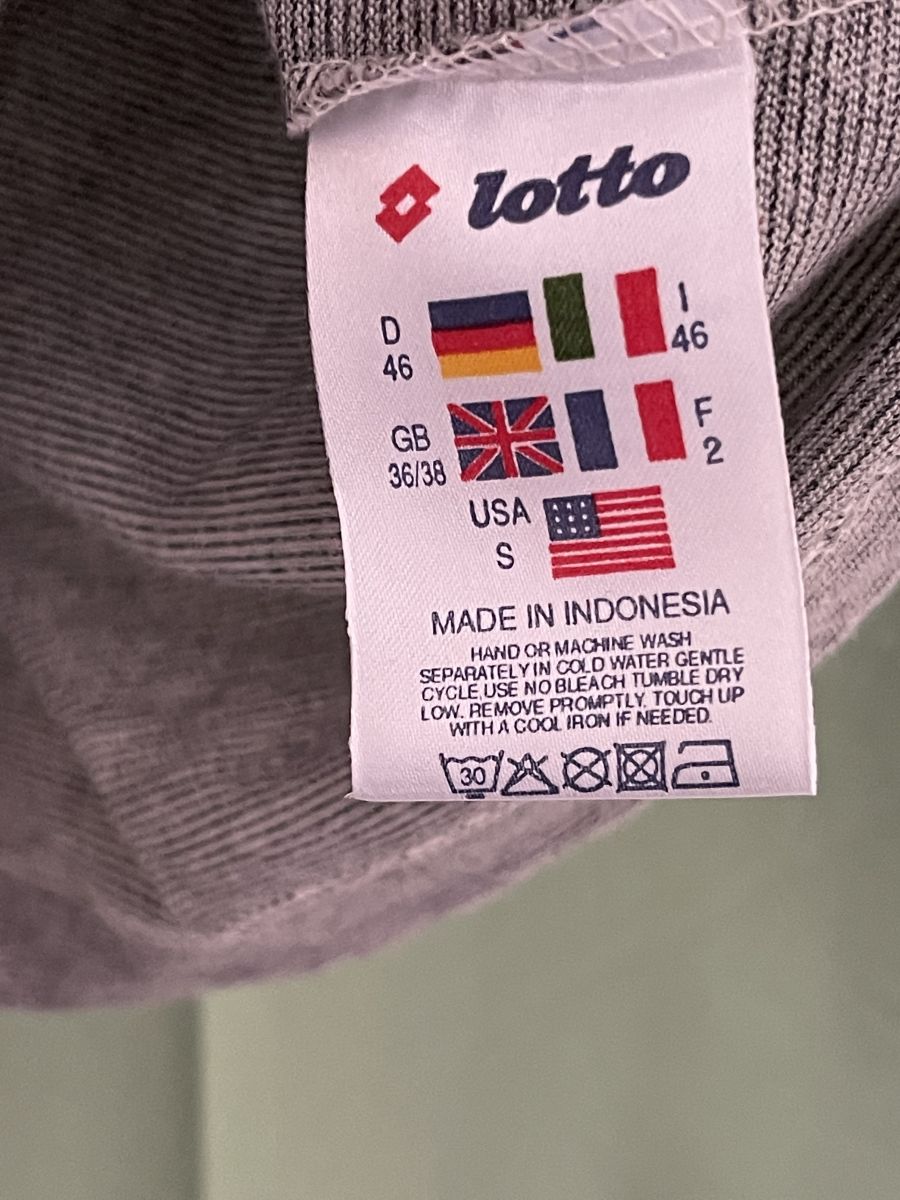 lotto
D I
46 46
GB F
36/38 2
USA
S
MADE IN INDONESIA
HAND OR MACHINE WASH
SEPARATELY IN COLD WATER GENTLE
CYCLE,USE NO BLEACH TUMBLE DRY
LOW. REMOVE PROMPTLY. TOUCH UP
WITH A COOL IRON IF NEEDED.
30